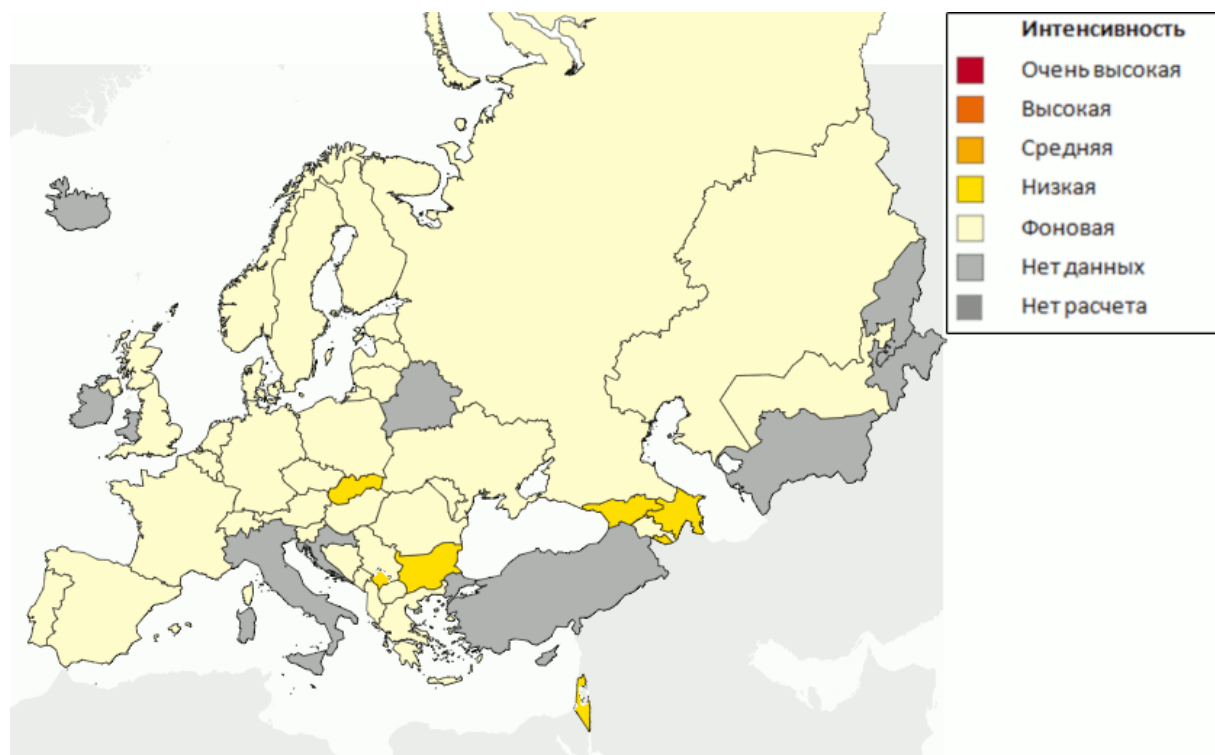 Интенсивность
Очень высокая
Высокая
Средняя
Низкая
Фоновая
Нет данных
Нет расчета